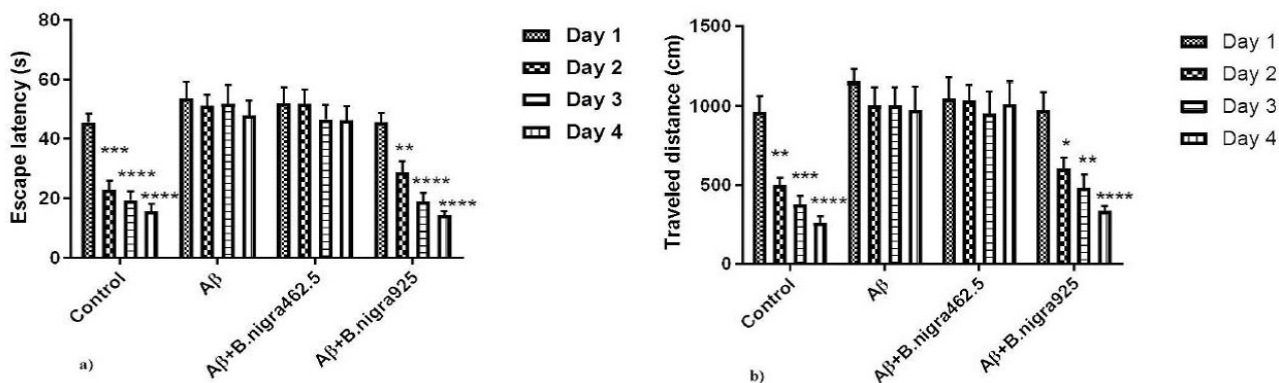 80
60
40
20
0
Escape latency (s)
***
****
****
**
****
****
Control
Aβ
Aβ+B.nigra462.5
Aβ+B.nigra925
Day 1
Day 2
Day 3
Day 4
a)
1500
1000
500
0
Traveled distance (cm)
**
***
****
*
**
****
Control
Aβ
Aβ+B.nigra462.5
Aβ+B.nigra925
Day 1
Day 2
Day 3
Day 4
b)